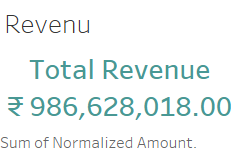 Revenu
Total Revenue
₹ 986,628,018.00
Sum of Normalized Amount.